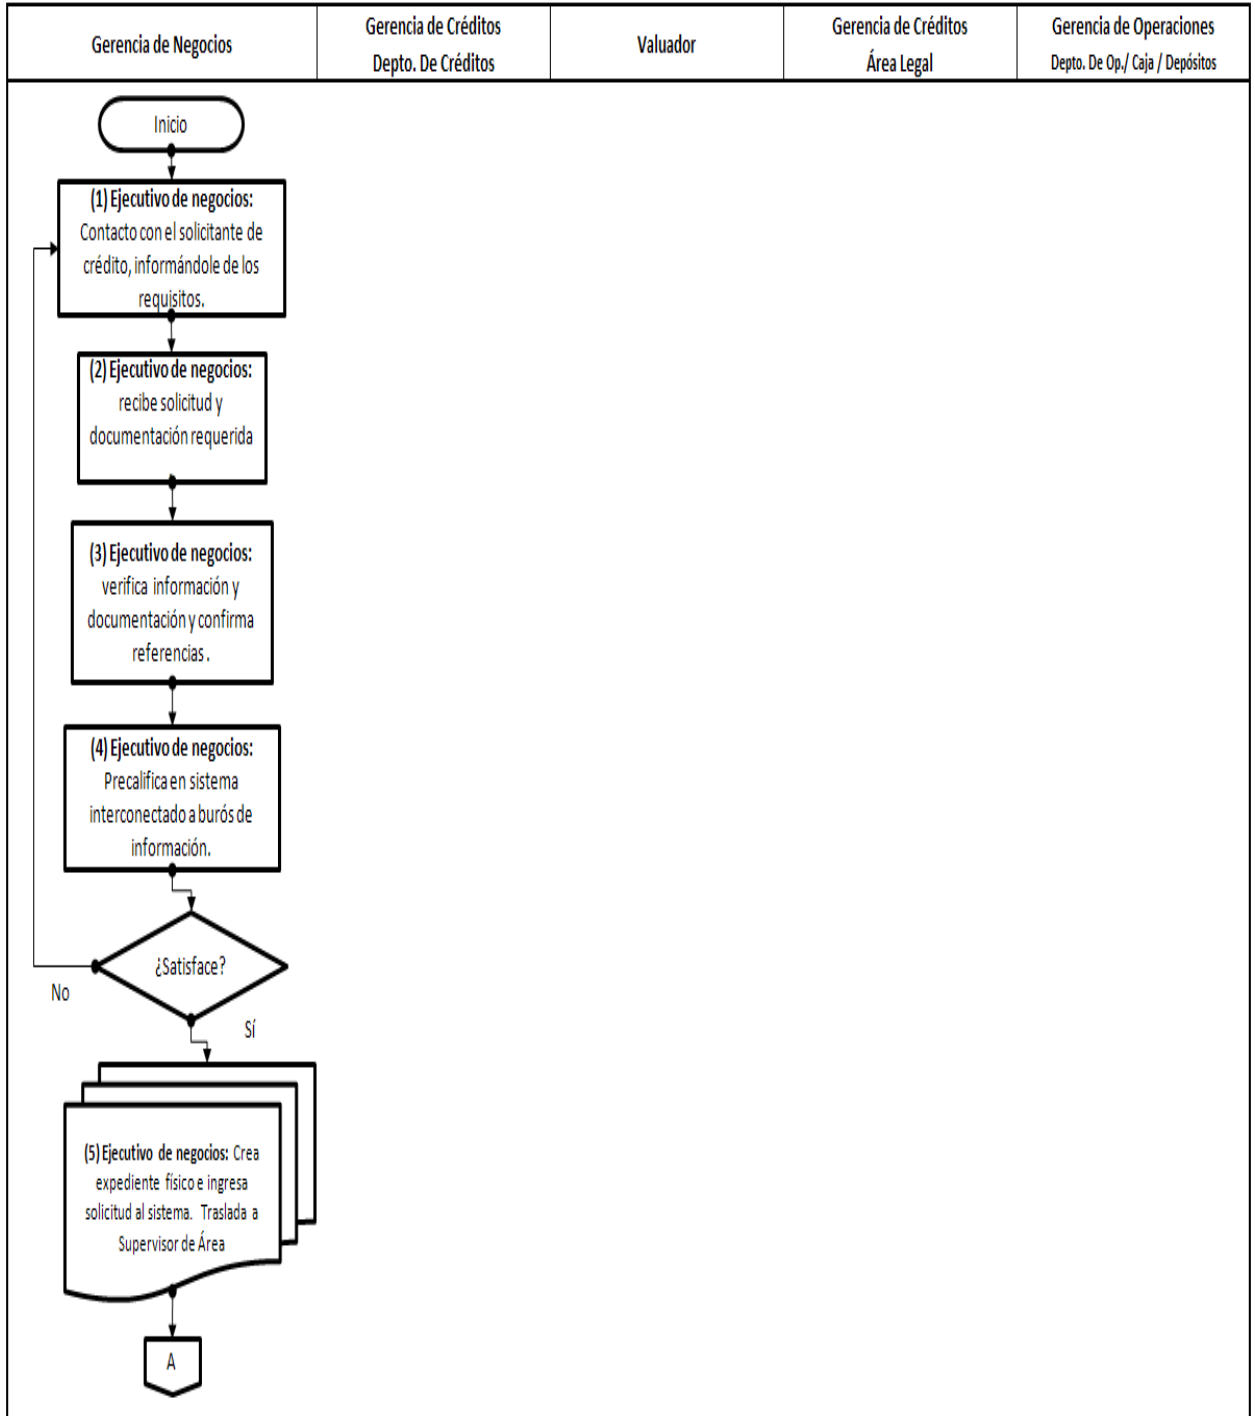 Gerencia de Negocios
Gerencia de Créditos
Depto. De Créditos
Valuador
Gerencia de Créditos
Área Legal
Gerencia de Operaciones
Depto. De Op./ Caja / Depósitos
Inicio
(1) Ejecutivo de negocios:
Contacto con el solicitante de
crédito, informándole de los
requisitos.
(2) Ejecutivo de negocios:
recibe solicitud y
documentación requerida
(3) Ejecutivo de negocios:
verifica información y
documentación y confirma
referencias .
(4) Ejecutivo de negocios:
Precalifica en sistema
interconectado a burós de
información.
¿Satisface?
No
Sí
(5) Ejecutivo de negocios: Crea
expediente físico e ingresa
solicitud al sistema. Traslada a
Supervisor de Área
A